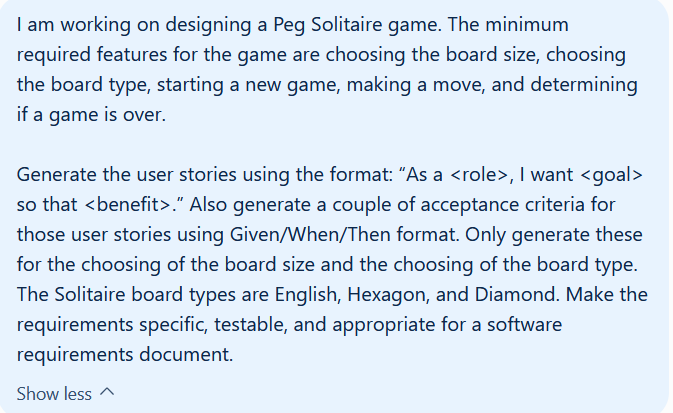 I am working on designing a Peg Solitaire game. The minimum
required features for the game are choosing the board size, choosing
the board type, starting a new game, making a move, and determining
if a game is over.
Generate the user stories using the format: “As a <role>, I want <goal>
so that <benefit>.” Also generate a couple of acceptance criteria for
those user stories using Given/When/Then format. Only generate these
for the choosing of the board size and the choosing of the board type.
The Solitaire board types are English, Hexagon, and Diamond. Make the
requirements specific, testable, and appropriate for a software
requirements document.
Show less